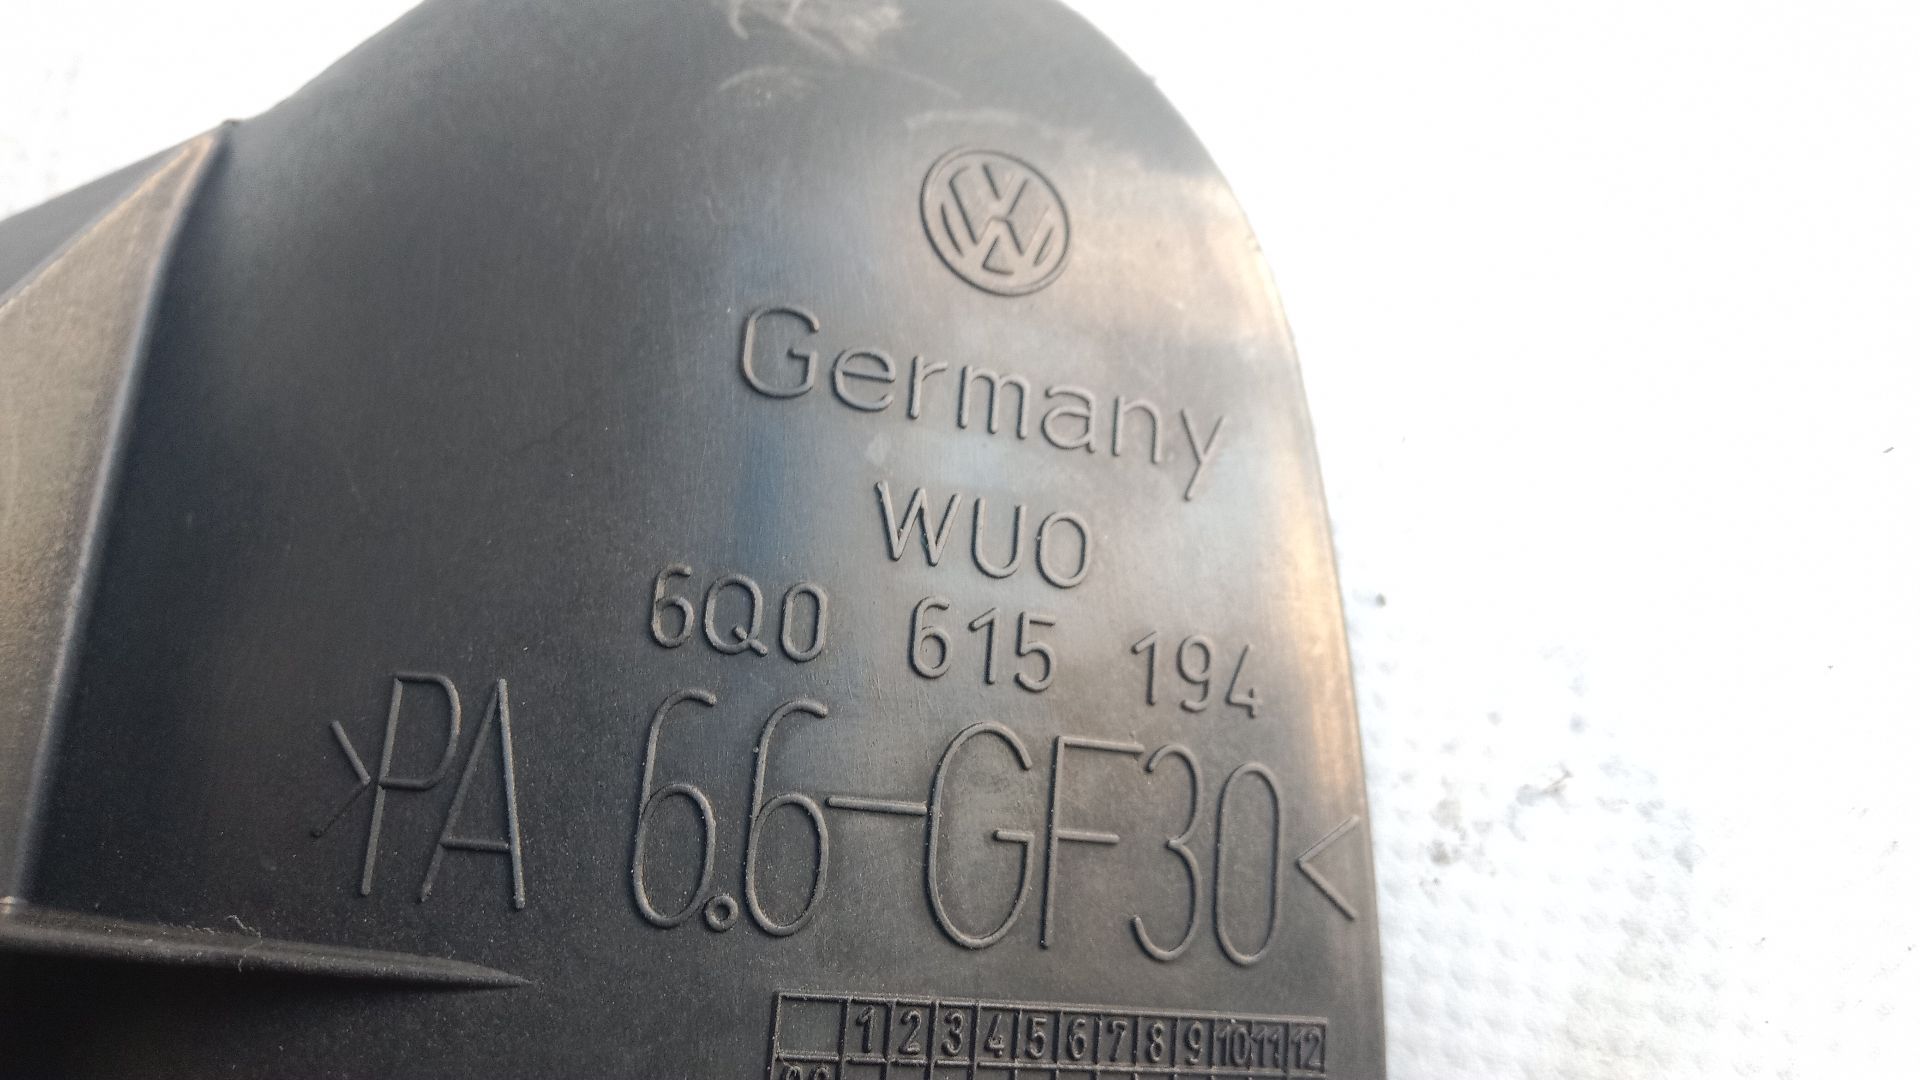 Germany
WUO
6Q0 615 194
>PA 6.6-GF30<
1 2 3 4 5 6 7 8 9 10 11 12